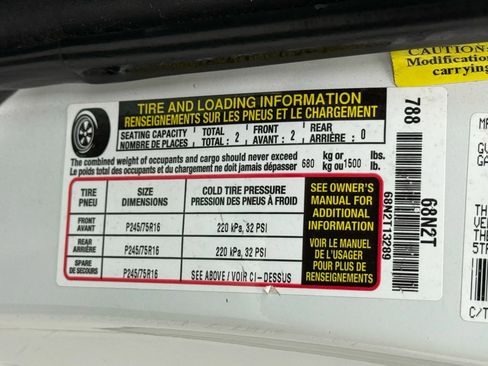 CAUTION:
Modification
carrying
TIRE AND LOADING INFORMATION
RENSEIGNEMENTS SUR LES PNEUS ET LE CHARGEMENT
SEATING CAPACITY TOTAL : 2 FRONT : 2 REAR : 0
NOMBRE DE PLACES TOTAL AVANT ARRIÈRE
The combined weight of occupants and cargo should never exceed 680 kg or 1500 lbs.
Le poids total des occupants et du chargement ne doit jamais dépasser kg ou lb.
TIRE SIZE COLD TIRE PRESSURE
PNEU DIMENSIONS PRESSION DES PNEUS À FROID
FRONT
AVANT P245/75R16 220 kPa, 32 PSI
REAR
ARRIÈRE P245/75R16 220 kPa, 32 PSI
SPARE
DE SECOURS P245/75R16 SEE ABOVE / VOIR CI-DESSUS
SEE OWNER'S
MANUAL FOR
ADDITIONAL
INFORMATION
VOIR LE MANUEL
DE L'USAGER
POUR PLUS DE
RENSEIGNEMENTS
788
68N2T
68N2T13289